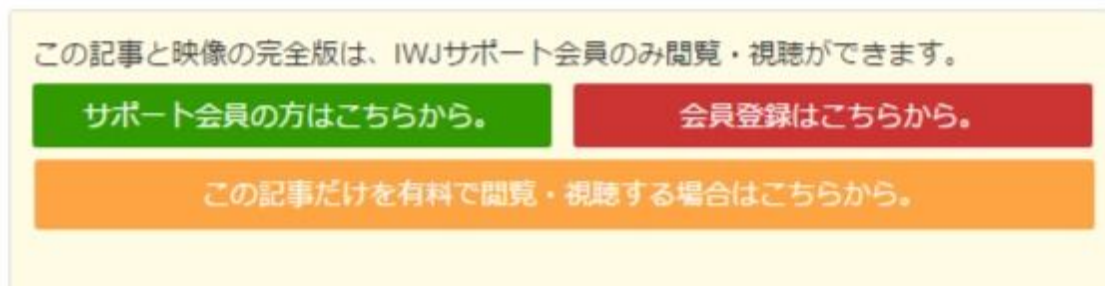 この記事と映像の完全版は、IWJサポート会員のみ閲覧・視聴ができます。
サポート会員の方はこちらから。
会員登録はこちらから。
この記事だけを有料で閲覧・視聴する場合はこちらから。